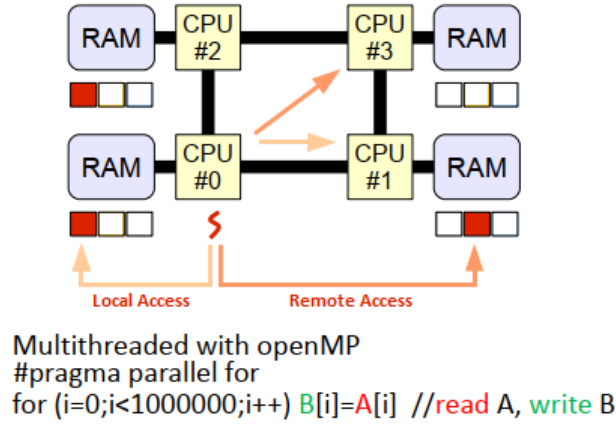 RAM
CPU
#2
CPU
#3
RAM
RAM
CPU
#0
CPU
#1
RAM
Local Access
Remote Access
Multithreaded with openMP
#pragma parallel for
for (i=0;i<1000000;i++) B[i]=A[i] //read A, write B